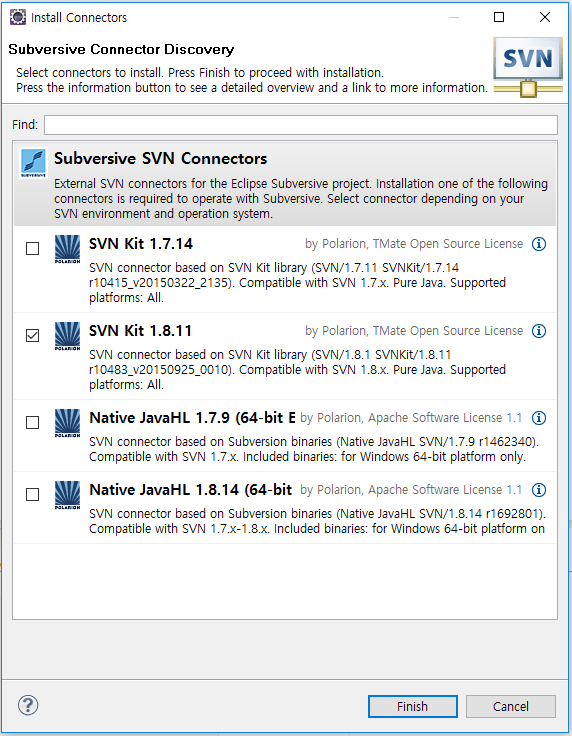 Install Connectors
Subversive Connector Discovery
Select connectors to install. Press Finish to proceed with installation.
Press the information button to see a detailed overview and a link to more information.
SVN
Find:
SUBVERSIVE
Subversive SVN Connectors
External SVN connectors for the Eclipse Subversive project. Installation one of the following
connectors is required to operate with Subversive. Select connector depending on your
SVN environment and operation system.
POLARION
SVN Kit 1.7.14 by Polarion, TMate Open Source License
SVN connector based on SVN Kit library (SVN/1.7.11 SVNKit/1.7.14
r10415_v20150322_2135). Compatible with SVN 1.7.x. Pure Java. Supported
platforms: All.
POLARION
SVN Kit 1.8.11 by Polarion, TMate Open Source License
SVN connector based on SVN Kit library (SVN/1.8.1 SVNKit/1.8.11
r10483_v20150925_0010). Compatible with SVN 1.8.x. Pure Java. Supported
platforms: All.
POLARION
Native JavaHL 1.7.9 (64-bit E by Polarion, Apache Software License 1.1
SVN connector based on Subversion binaries (Native JavaHL SVN/1.7.9 r1462340).
Compatible with SVN 1.7.x. Included binaries: for Windows 64-bit platform only.
POLARION
Native JavaHL 1.8.14 (64-bit by Polarion, Apache Software License 1.1
SVN connector based on Subversion binaries (Native JavaHL SVN/1.8.14 r1692801).
Compatible with SVN 1.7.x-1.8.x. Included binaries: for Windows 64-bit platform on
?
Finish
Cancel